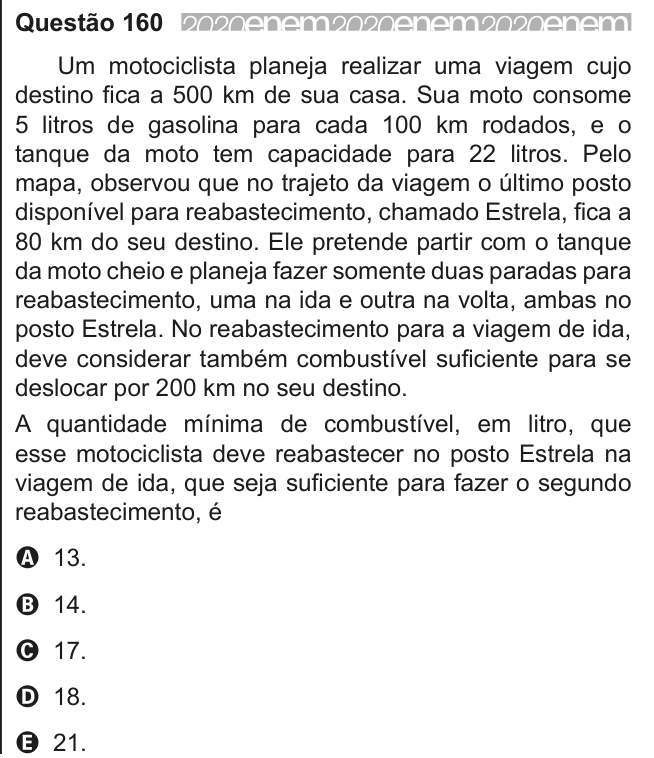 Questão 160 2020enem2020enem2020enem
Um motociclista planeja realizar uma viagem cujo
destino fica a 500 km de sua casa. Sua moto consome
5 litros de gasolina para cada 100 km rodados, e o
tanque da moto tem capacidade para 22 litros. Pelo
mapa, observou que no trajeto da viagem o último posto
disponível para reabastecimento, chamado Estrela, fica a
80 km do seu destino. Ele pretende partir com o tanque
da moto cheio e planeja fazer somente duas paradas para
reabastecimento, uma na ida e outra na volta, ambas no
posto Estrela. No reabastecimento para a viagem de ida,
deve considerar também combustível suficiente para se
deslocar por 200 km no seu destino.
A quantidade mínima de combustível, em litro, que
esse motociclista deve reabastecer no posto Estrela na
viagem de ida, que seja suficiente para fazer o segundo
reabastecimento, é
A 13.
B 14.
C 17.
D 18.
E 21.